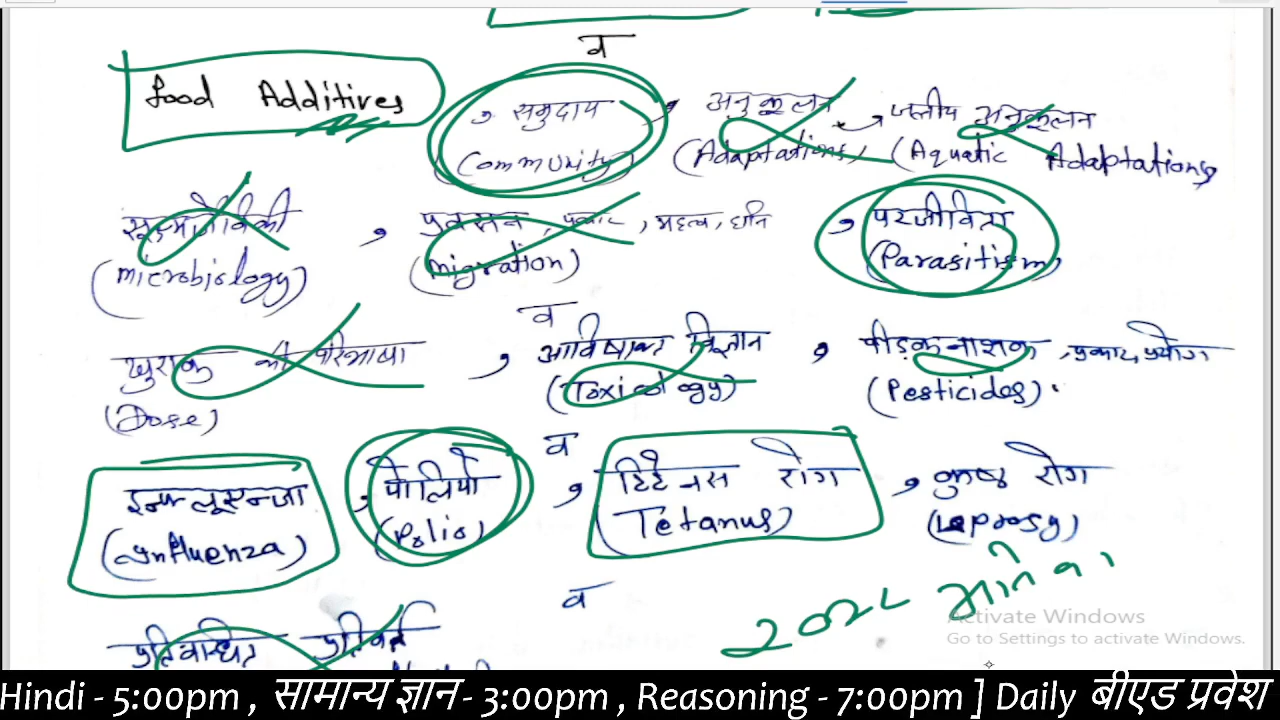 व
Food Additives
, समुदाय , अनुकूलन , जलीय अनुकूलन
(Community) (Adaptations) (Aquatic Adaptations)
सूक्ष्मजैविकी , प्रवसन , प्रकार , महत्व , हानि , परजीविता
(Microbiology) (Migration) (Parasitism)
व
खुराक की परिभाषा , आविषालु विज्ञान , पीड़कनाशक , प्रकार, प्रयोग
(Dose) (Toxicology) (Pesticides)
व
इन्फ्लूएन्जा , पोलियो , टिटेनस रोग , कुष्ठ रोग
(Influenza) (Polio) (Tetanus) (Leprosy)
व
Activate Windows
Go to Settings to activate Windows.
Hindi - 5:00pm , सामान्य ज्ञान - 3:00pm , Reasoning - 7:00pm ] Daily बीएड प्रवेश